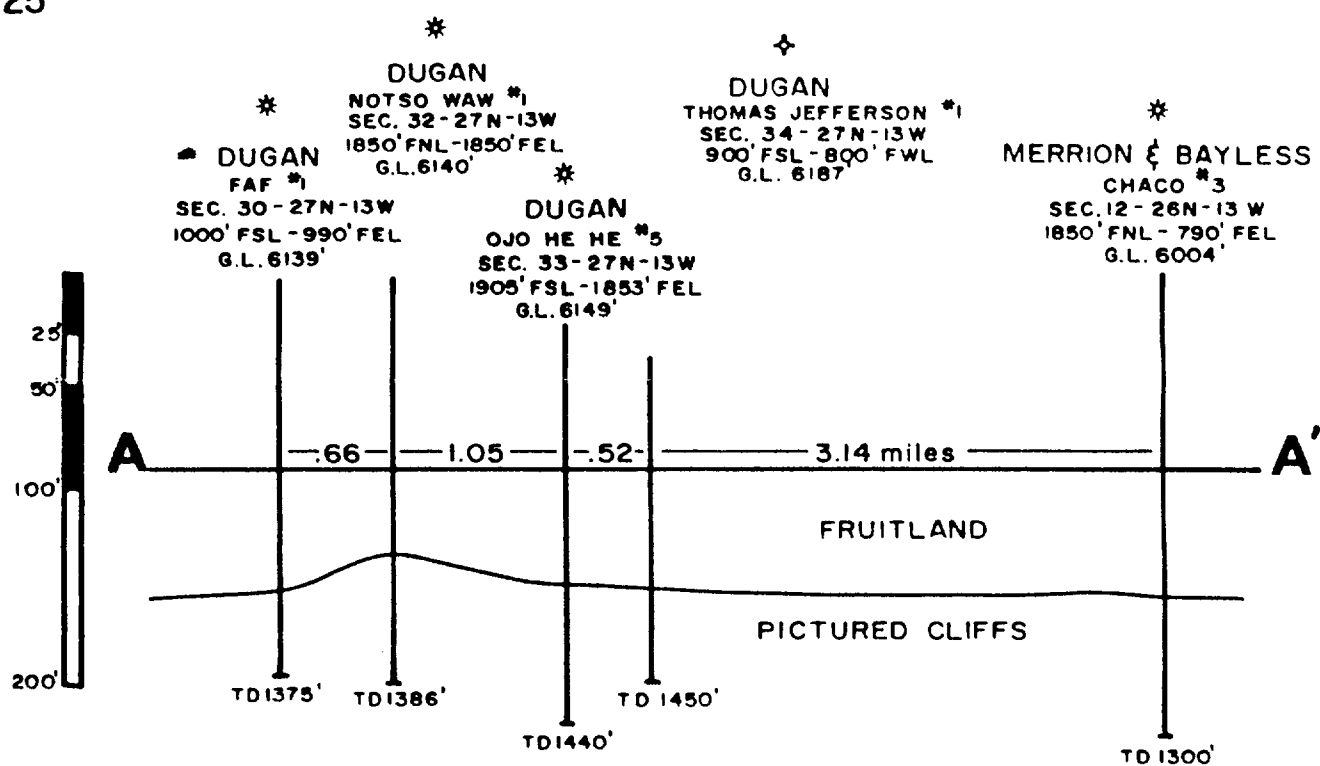 25
DUGAN
FAF #1
SEC. 30-27N-13W
1000' FSL-990' FEL
G.L. 6139'
DUGAN
NOTSO WAW #1
SEC. 32-27N-13W
1850' FNL-1850' FEL
G.L. 6140'
DUGAN
OJO HE HE #5
SEC. 33-27N-13W
1905' FSL-1853' FEL
G.L. 6149'
DUGAN
THOMAS JEFFERSON #1
SEC. 34-27N-13W
900' FSL-800' FWL
G.L. 6187'
MERRION & BAYLESS
CHACO #3
SEC. 12-26N-13 W
1850' FNL-790' FEL
G.L. 6004'
25'
50'
100'
200'
A
.66
1.05
.52
3.14 miles
A'
FRUITLAND
PICTURED CLIFFS
TD 1375'
TD 1386'
TD 1440'
TD 1450'
TD 1300'